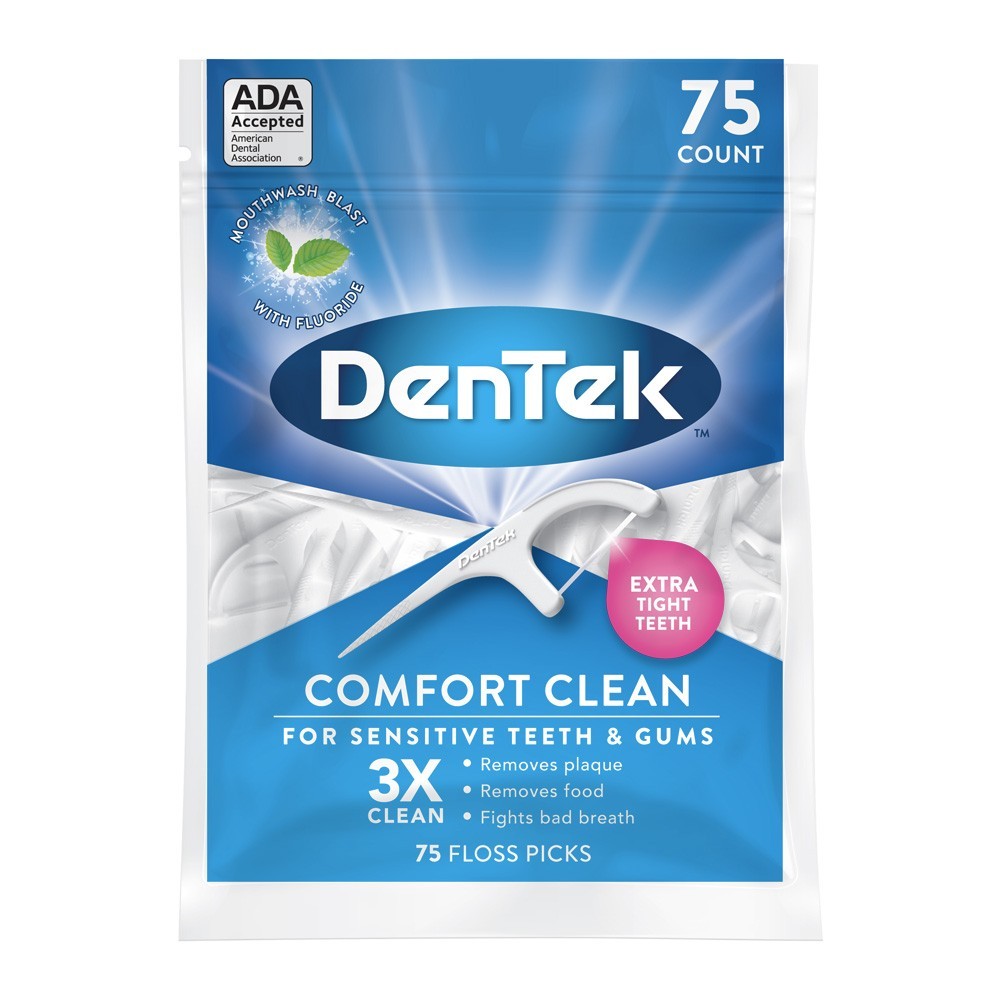 ADA
Accepted
American
Dental
Association ®
75
COUNT
MOUTHWASH BLAST
WITH FLUORIDE
DenTek
TM
DenTek
EXTRA
TIGHT
TEETH
COMFORT CLEAN
FOR SENSITIVE TEETH & GUMS
3X
CLEAN
• Removes plaque
• Removes food
• Fights bad breath
75 FLOSS PICKS